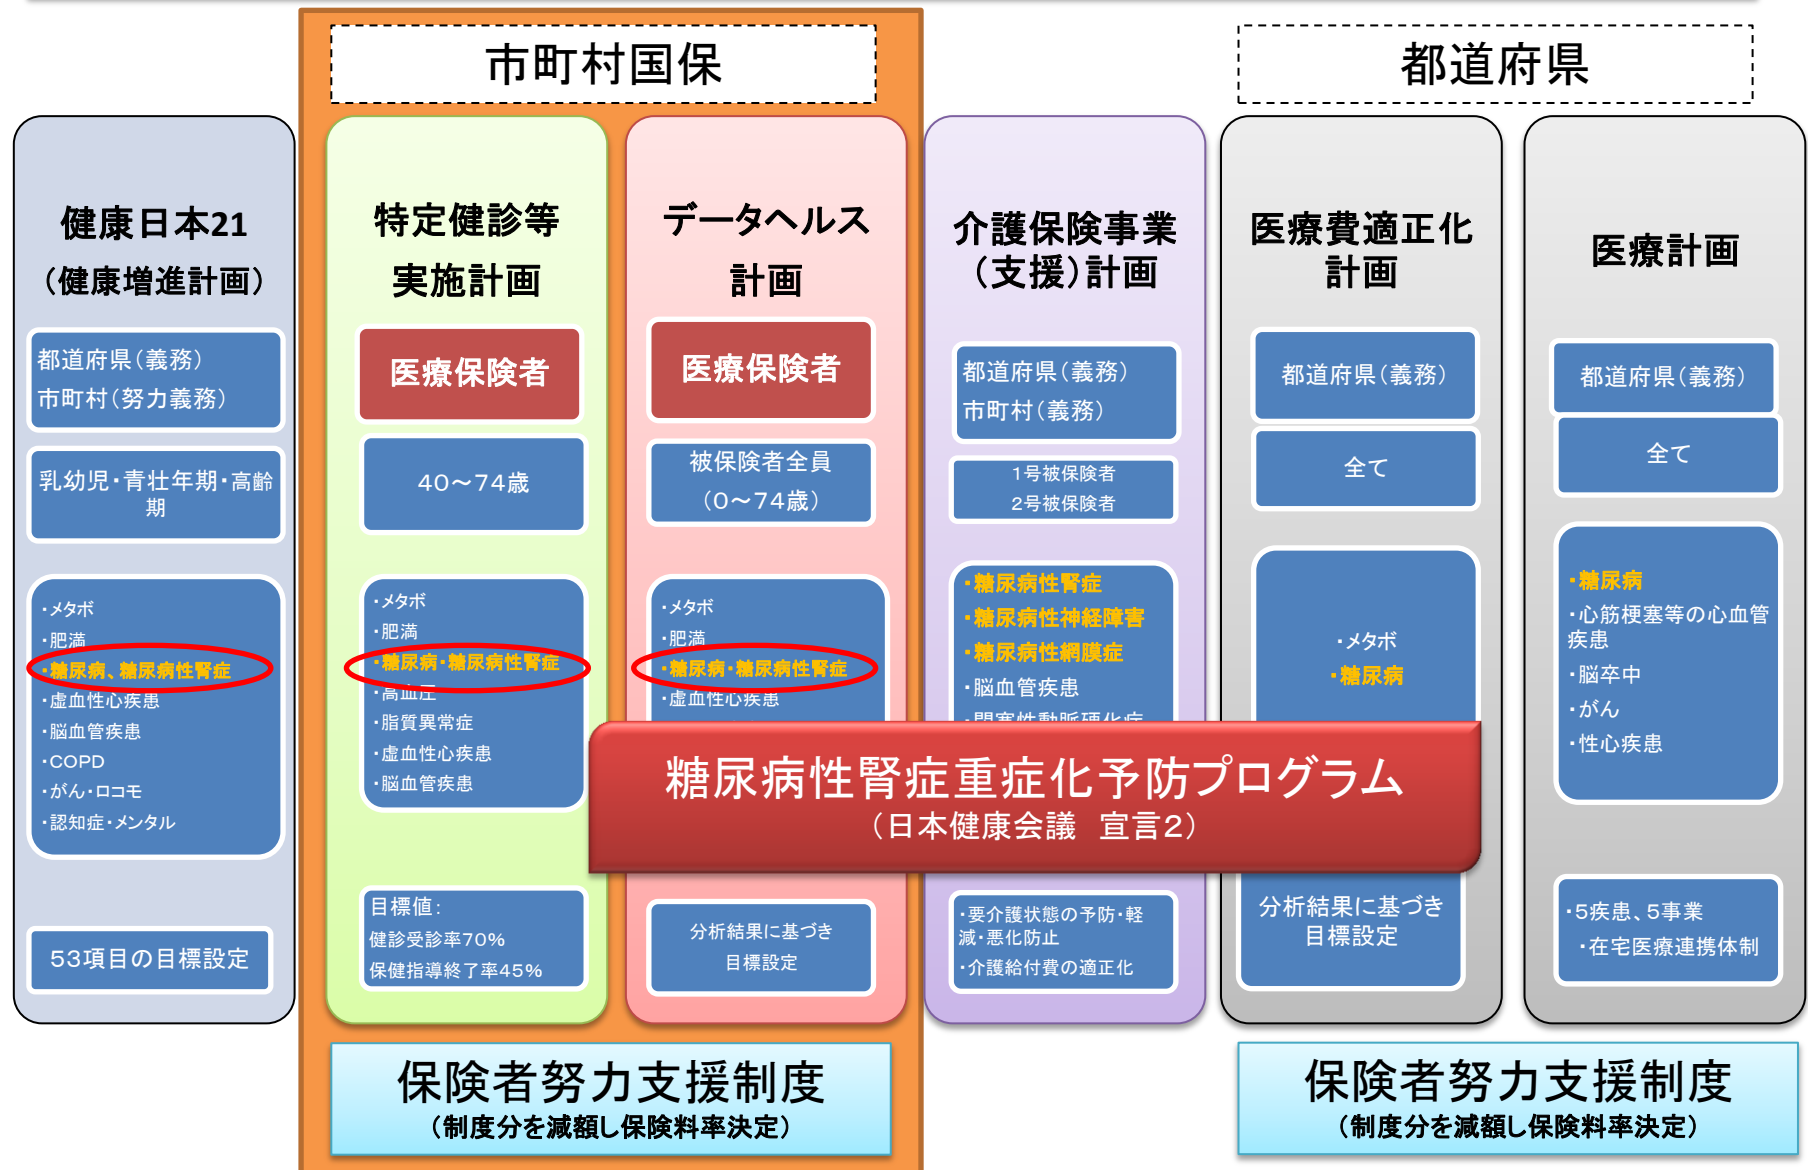 市町村国保
都道府県
健康日本21
（健康増進計画）
都道府県（義務）
市町村（努力義務）
乳幼児・青壮年期・高齢
期
・メタボ
・肥満
・糖尿病、糖尿病性腎症
・虚血性心疾患
・脳血管疾患
・COPD
・がん・ロコモ
・認知症・メンタル
53項目の目標設定
特定健診等
実施計画
医療保険者
40～74歳
・メタボ
・肥満
・糖尿病・糖尿病性腎症
・高血圧
・脂質異常症
・虚血性心疾患
・脳血管疾患
目標値：
健診受診率70%
保健指導終了率45%
データヘルス
計画
医療保険者
被保険者全員
（0～74歳）
・メタボ
・肥満
・糖尿病・糖尿病性腎症
・虚血性心疾患
分析結果に基づき
目標設定
介護保険事業
（支援）計画
都道府県（義務）
市町村（義務）
1号被保険者
2号被保険者
・糖尿病性腎症
・糖尿病性神経障害
・糖尿病性網膜症
・脳血管疾患
・閉塞性動脈硬化症
・要介護状態の予防・軽
減・悪化防止
・介護給付費の適正化
医療費適正化
計画
都道府県（義務）
全て
・メタボ
・糖尿病
分析結果に基づき
目標設定
医療計画
都道府県（義務）
全て
・糖尿病
・心筋梗塞等の心血管
疾患
・脳卒中
・がん
・性心疾患
・5疾患、5事業
・在宅医療連携体制
糖尿病性腎症重症化予防プログラム
（日本健康会議　宣言2）
保険者努力支援制度
（制度分を減額し保険料率決定）
保険者努力支援制度
（制度分を減額し保険料率決定）